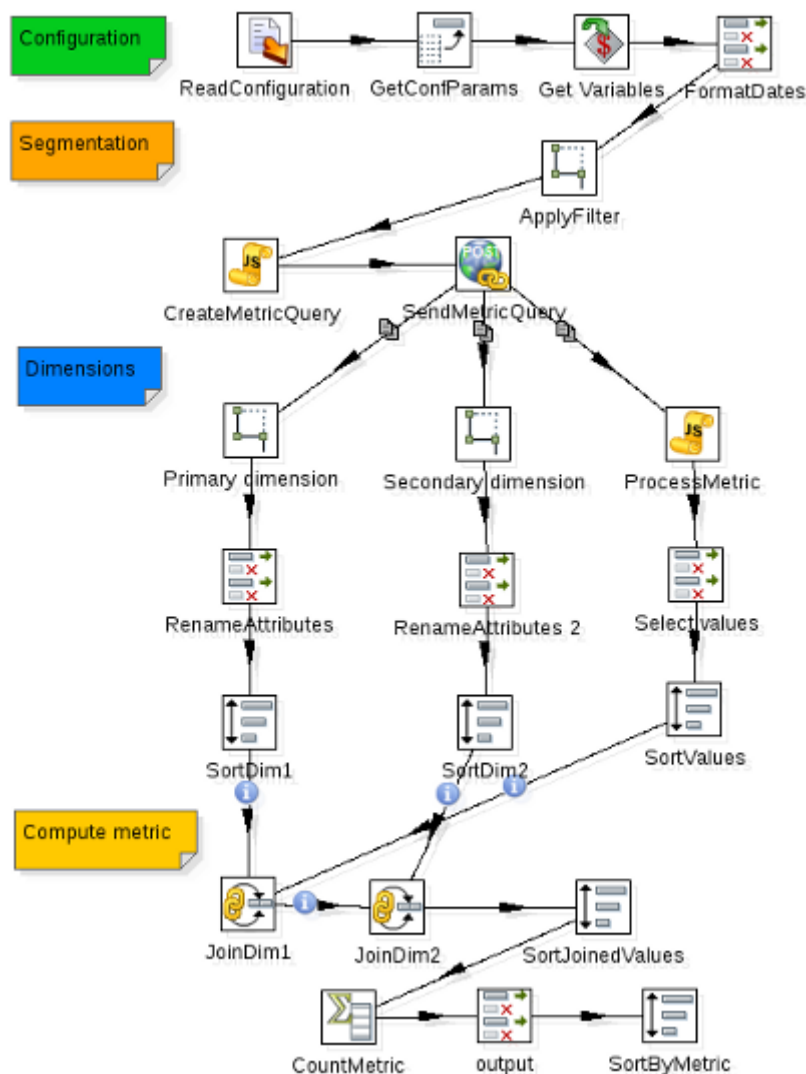 Configuration
ReadConfiguration
GetConfParams
$
Get Variables
FormatDates
Segmentation
ApplyFilter
JS
POST
CreateMetricQuery
SendMetricQuery
Dimensions
JS
Primary dimension
Secondary dimension
ProcessMetric
RenameAttributes
RenameAttributes 2
Select values
SortDim1
SortDim2
SortValues
i
i
i
Compute metric
i
JoinDim1
JoinDim2
SortJoinedValues
Σ
CountMetric
output
SortByMetric